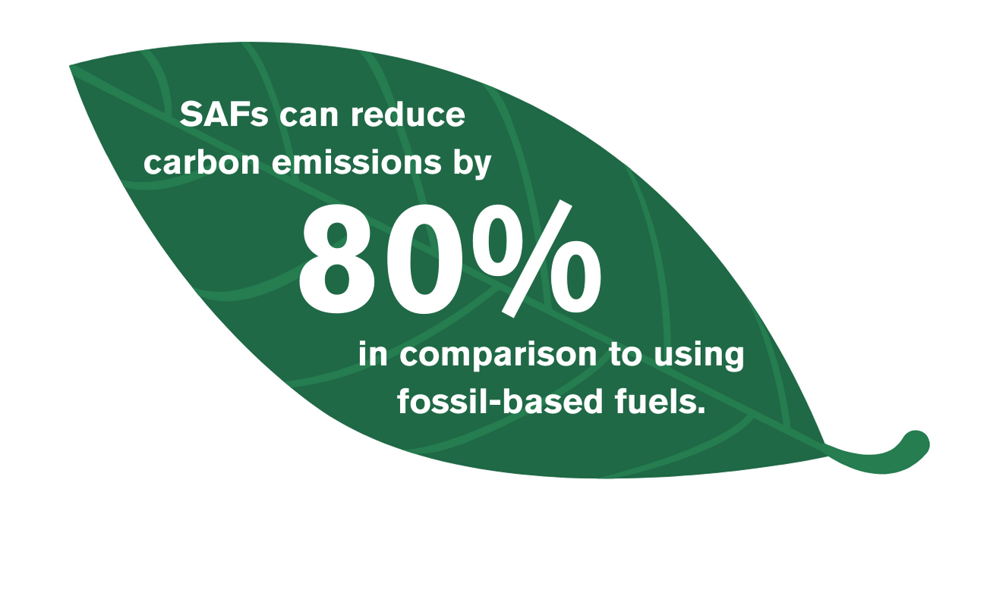 SAFs can reduce
carbon emissions by
80%
in comparison to using
fossil-based fuels.